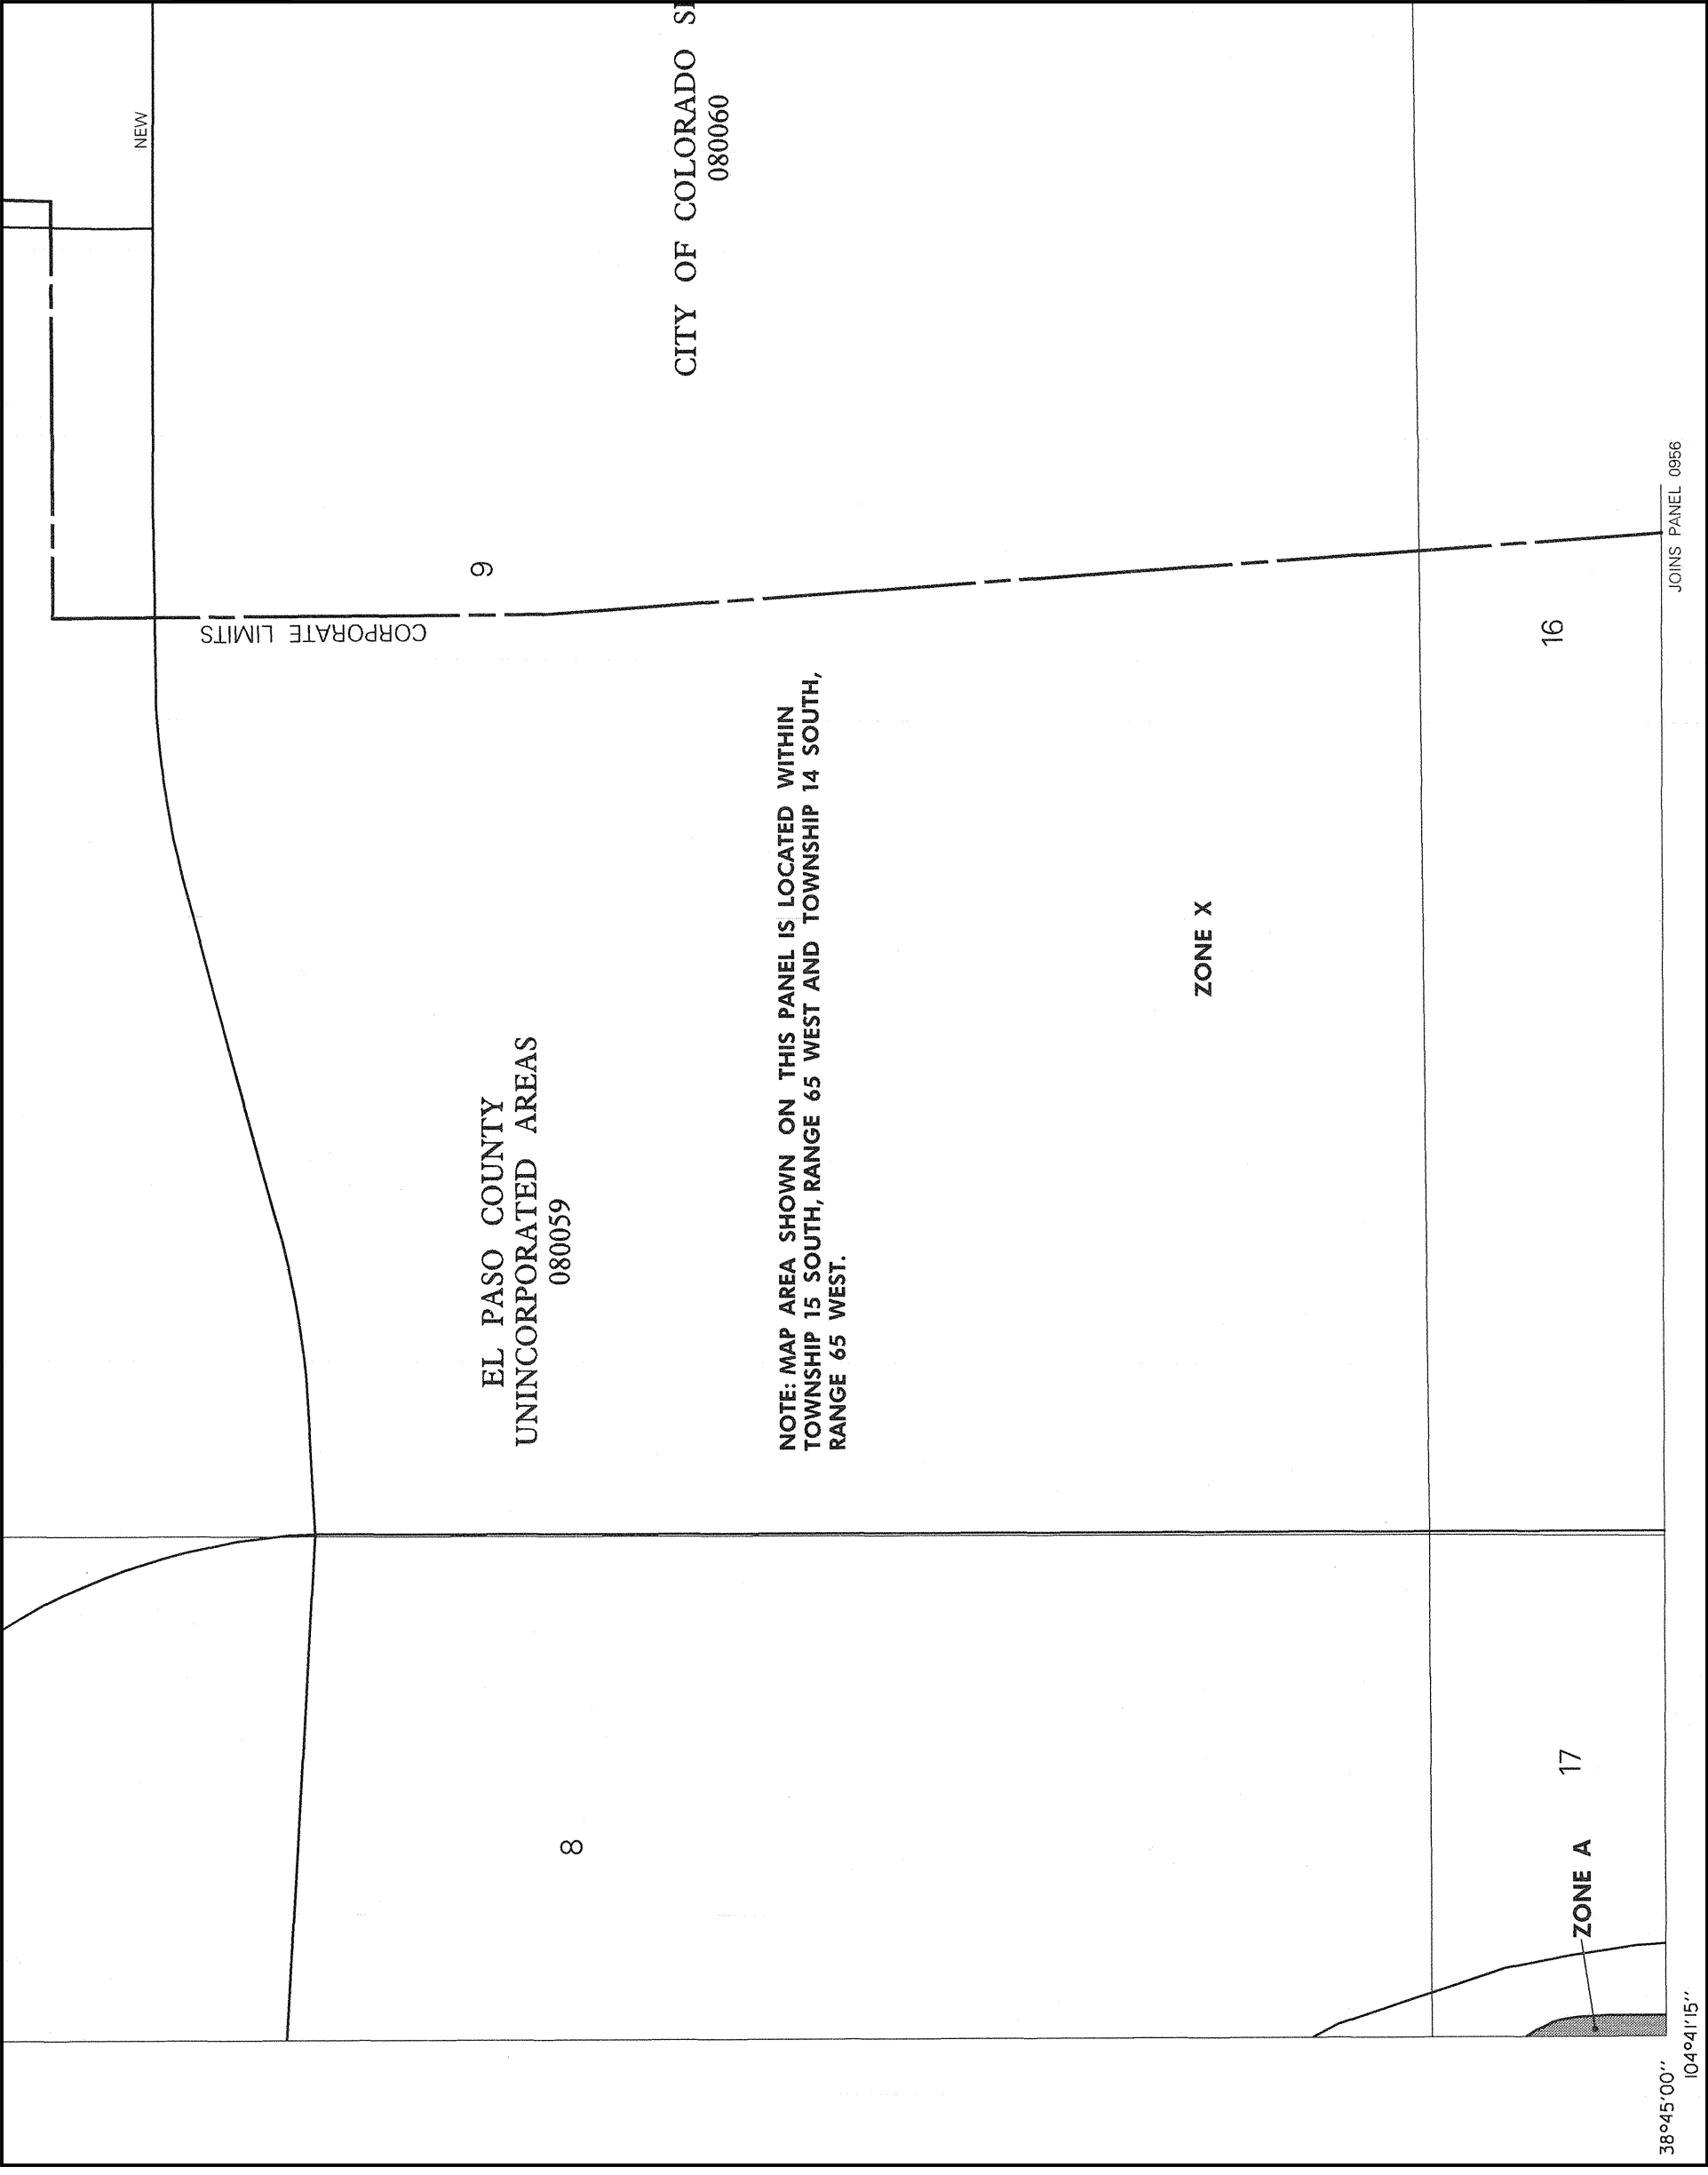 NEW
CORPORATE LIMITS
9
EL PASO COUNTY
UNINCORPORATED AREAS
080059
8
CITY OF COLORADO
080060
NOTE: MAP AREA SHOWN ON THIS PANEL IS LOCATED WITHIN
TOWNSHIP 15 SOUTH, RANGE 65 WEST AND TOWNSHIP 14 SOUTH,
RANGE 65 WEST.
ZONE X
16
17
ZONE A
JOINS PANEL 0956
38°45'00''
104°41'15''